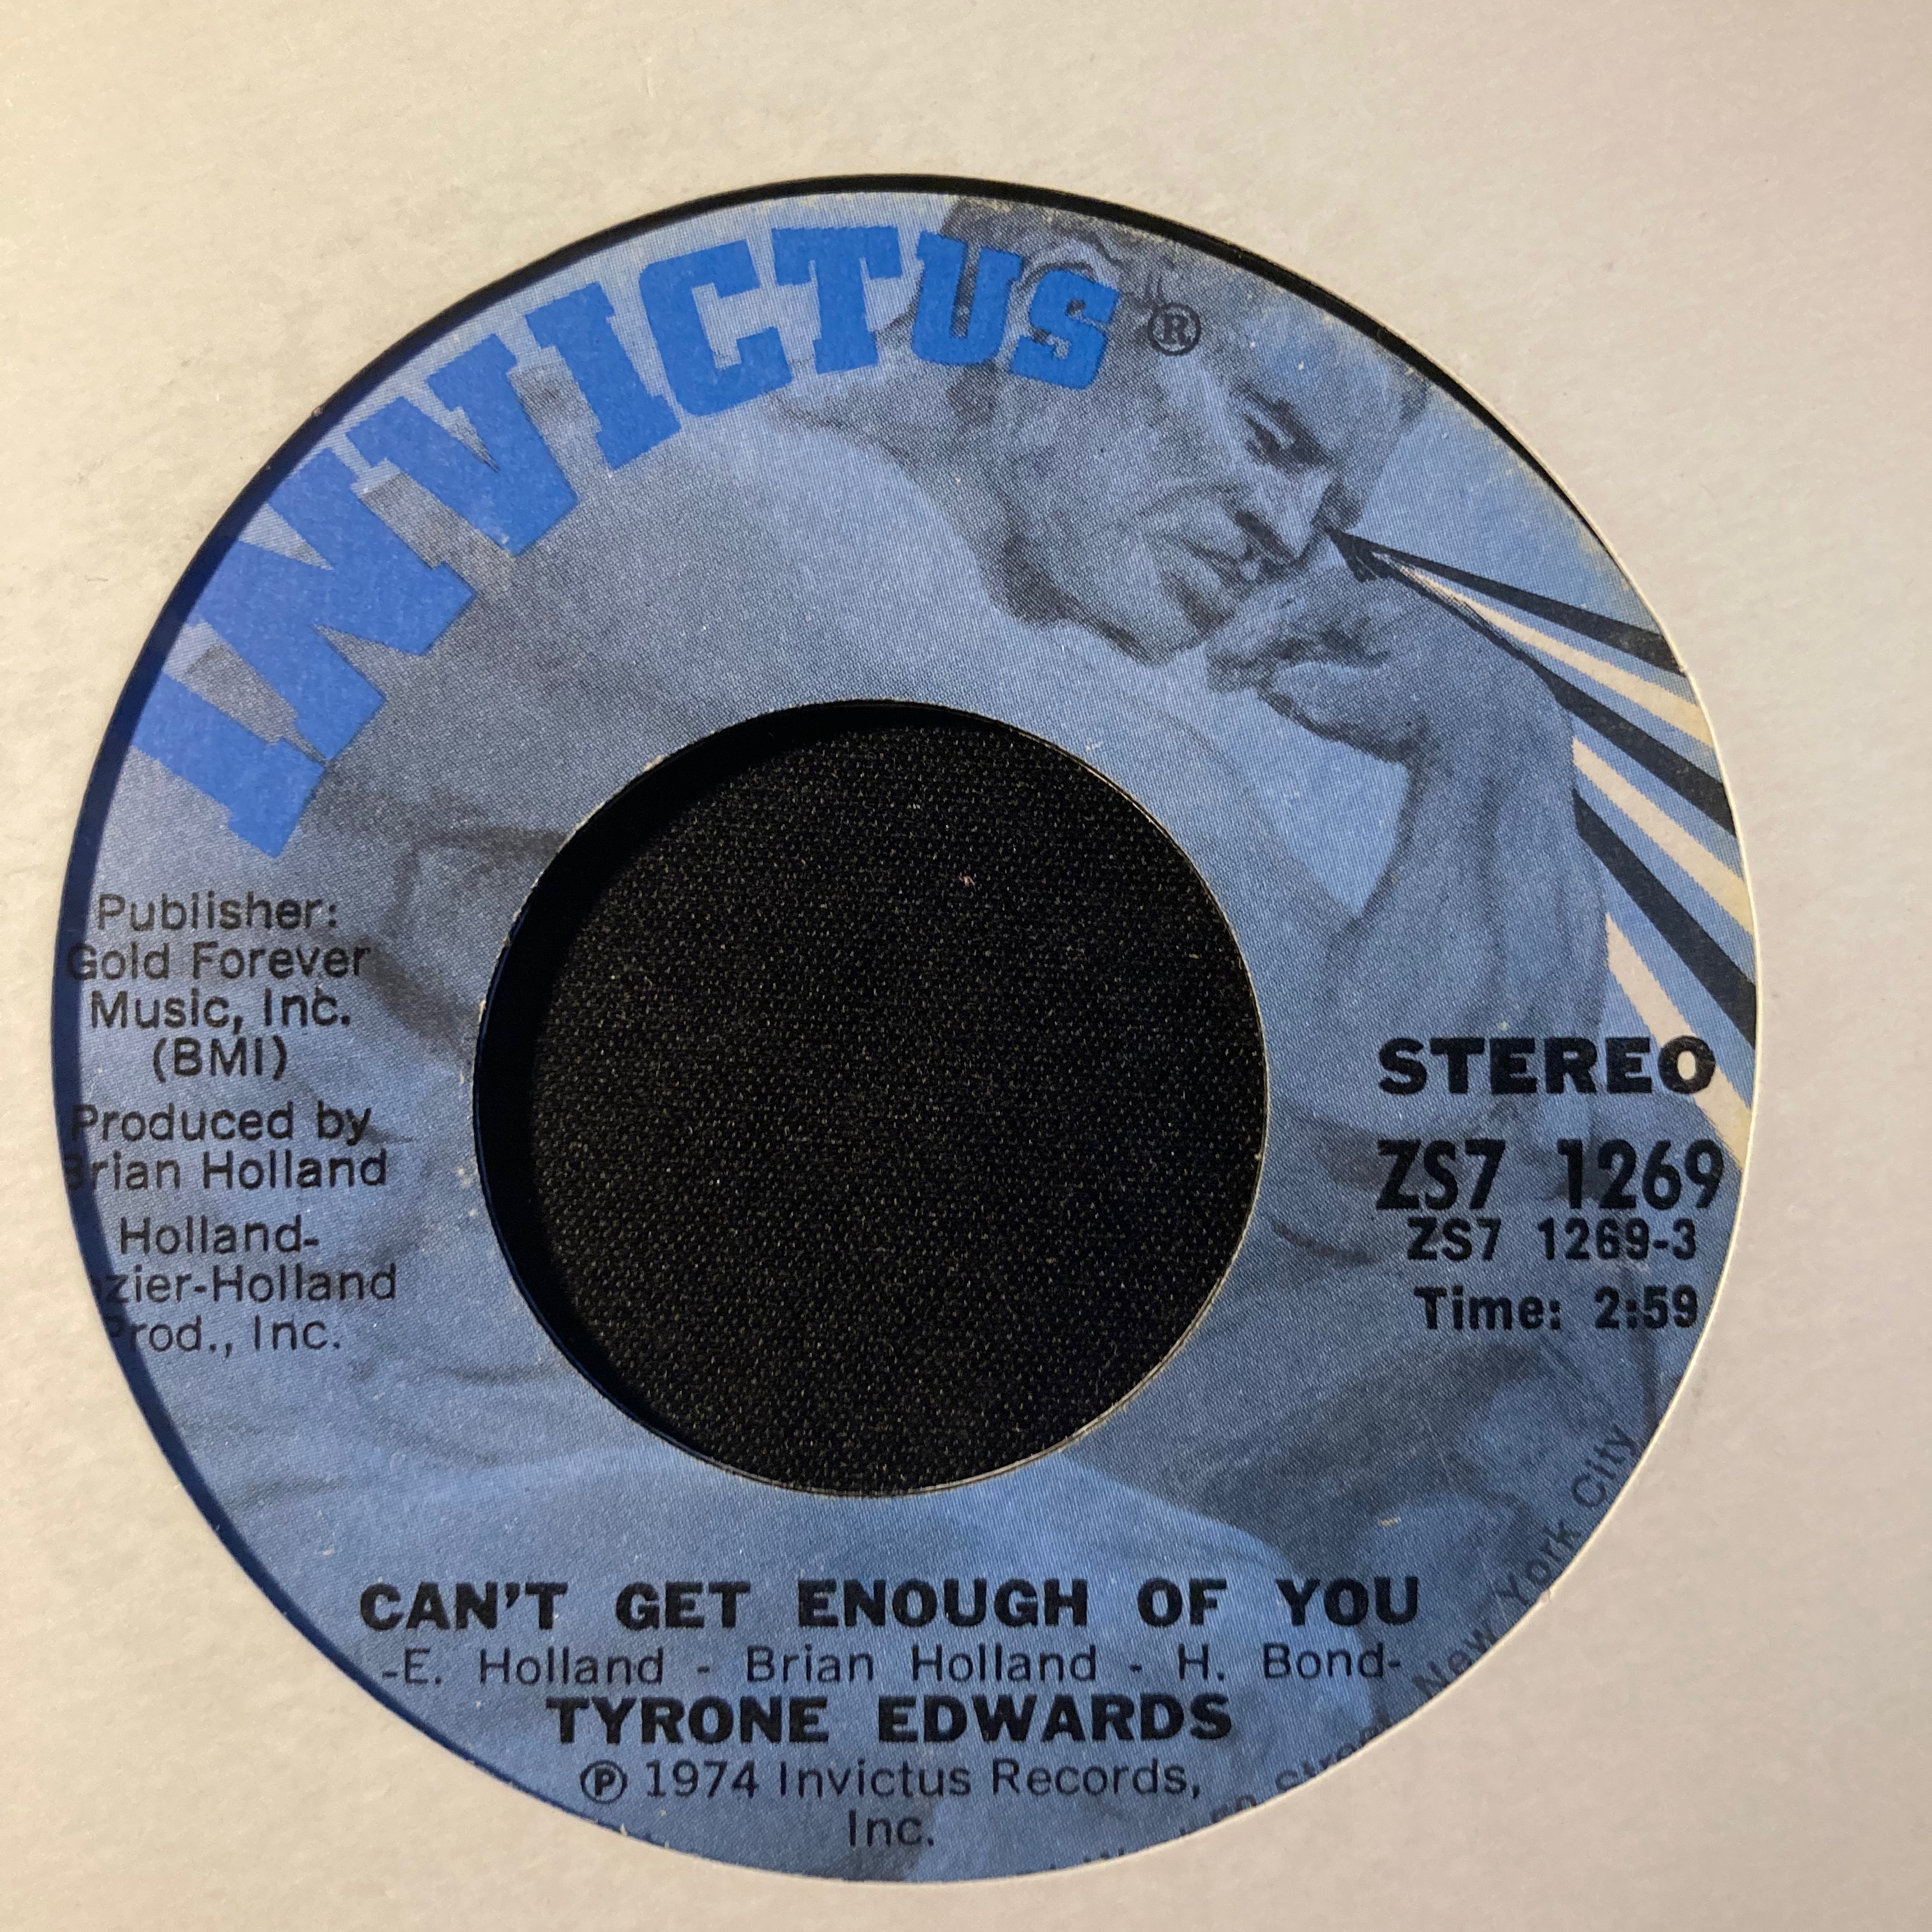 INVICTUS ®
Publisher:
Gold Forever
Music, Inc.
(BMI)
Produced by
Brian Holland
Holland-
zier-Holland
Prod., Inc.
STEREO
ZS7 1269
ZS7 1269-3
Time: 2:59
CAN'T GET ENOUGH OF YOU
-E. Holland - Brian Holland - H. Bond-
TYRONE EDWARDS
℗ 1974 Invictus Records,
Inc.
New York City